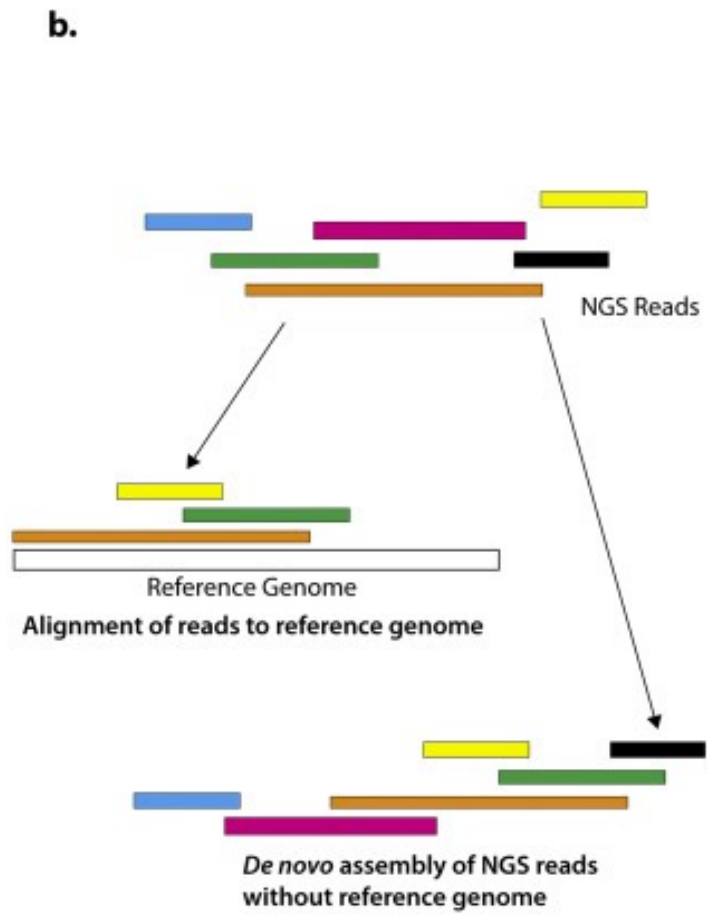 b.
NGS Reads
Reference Genome
Alignment of reads to reference genome
De novo assembly of NGS reads
without reference genome